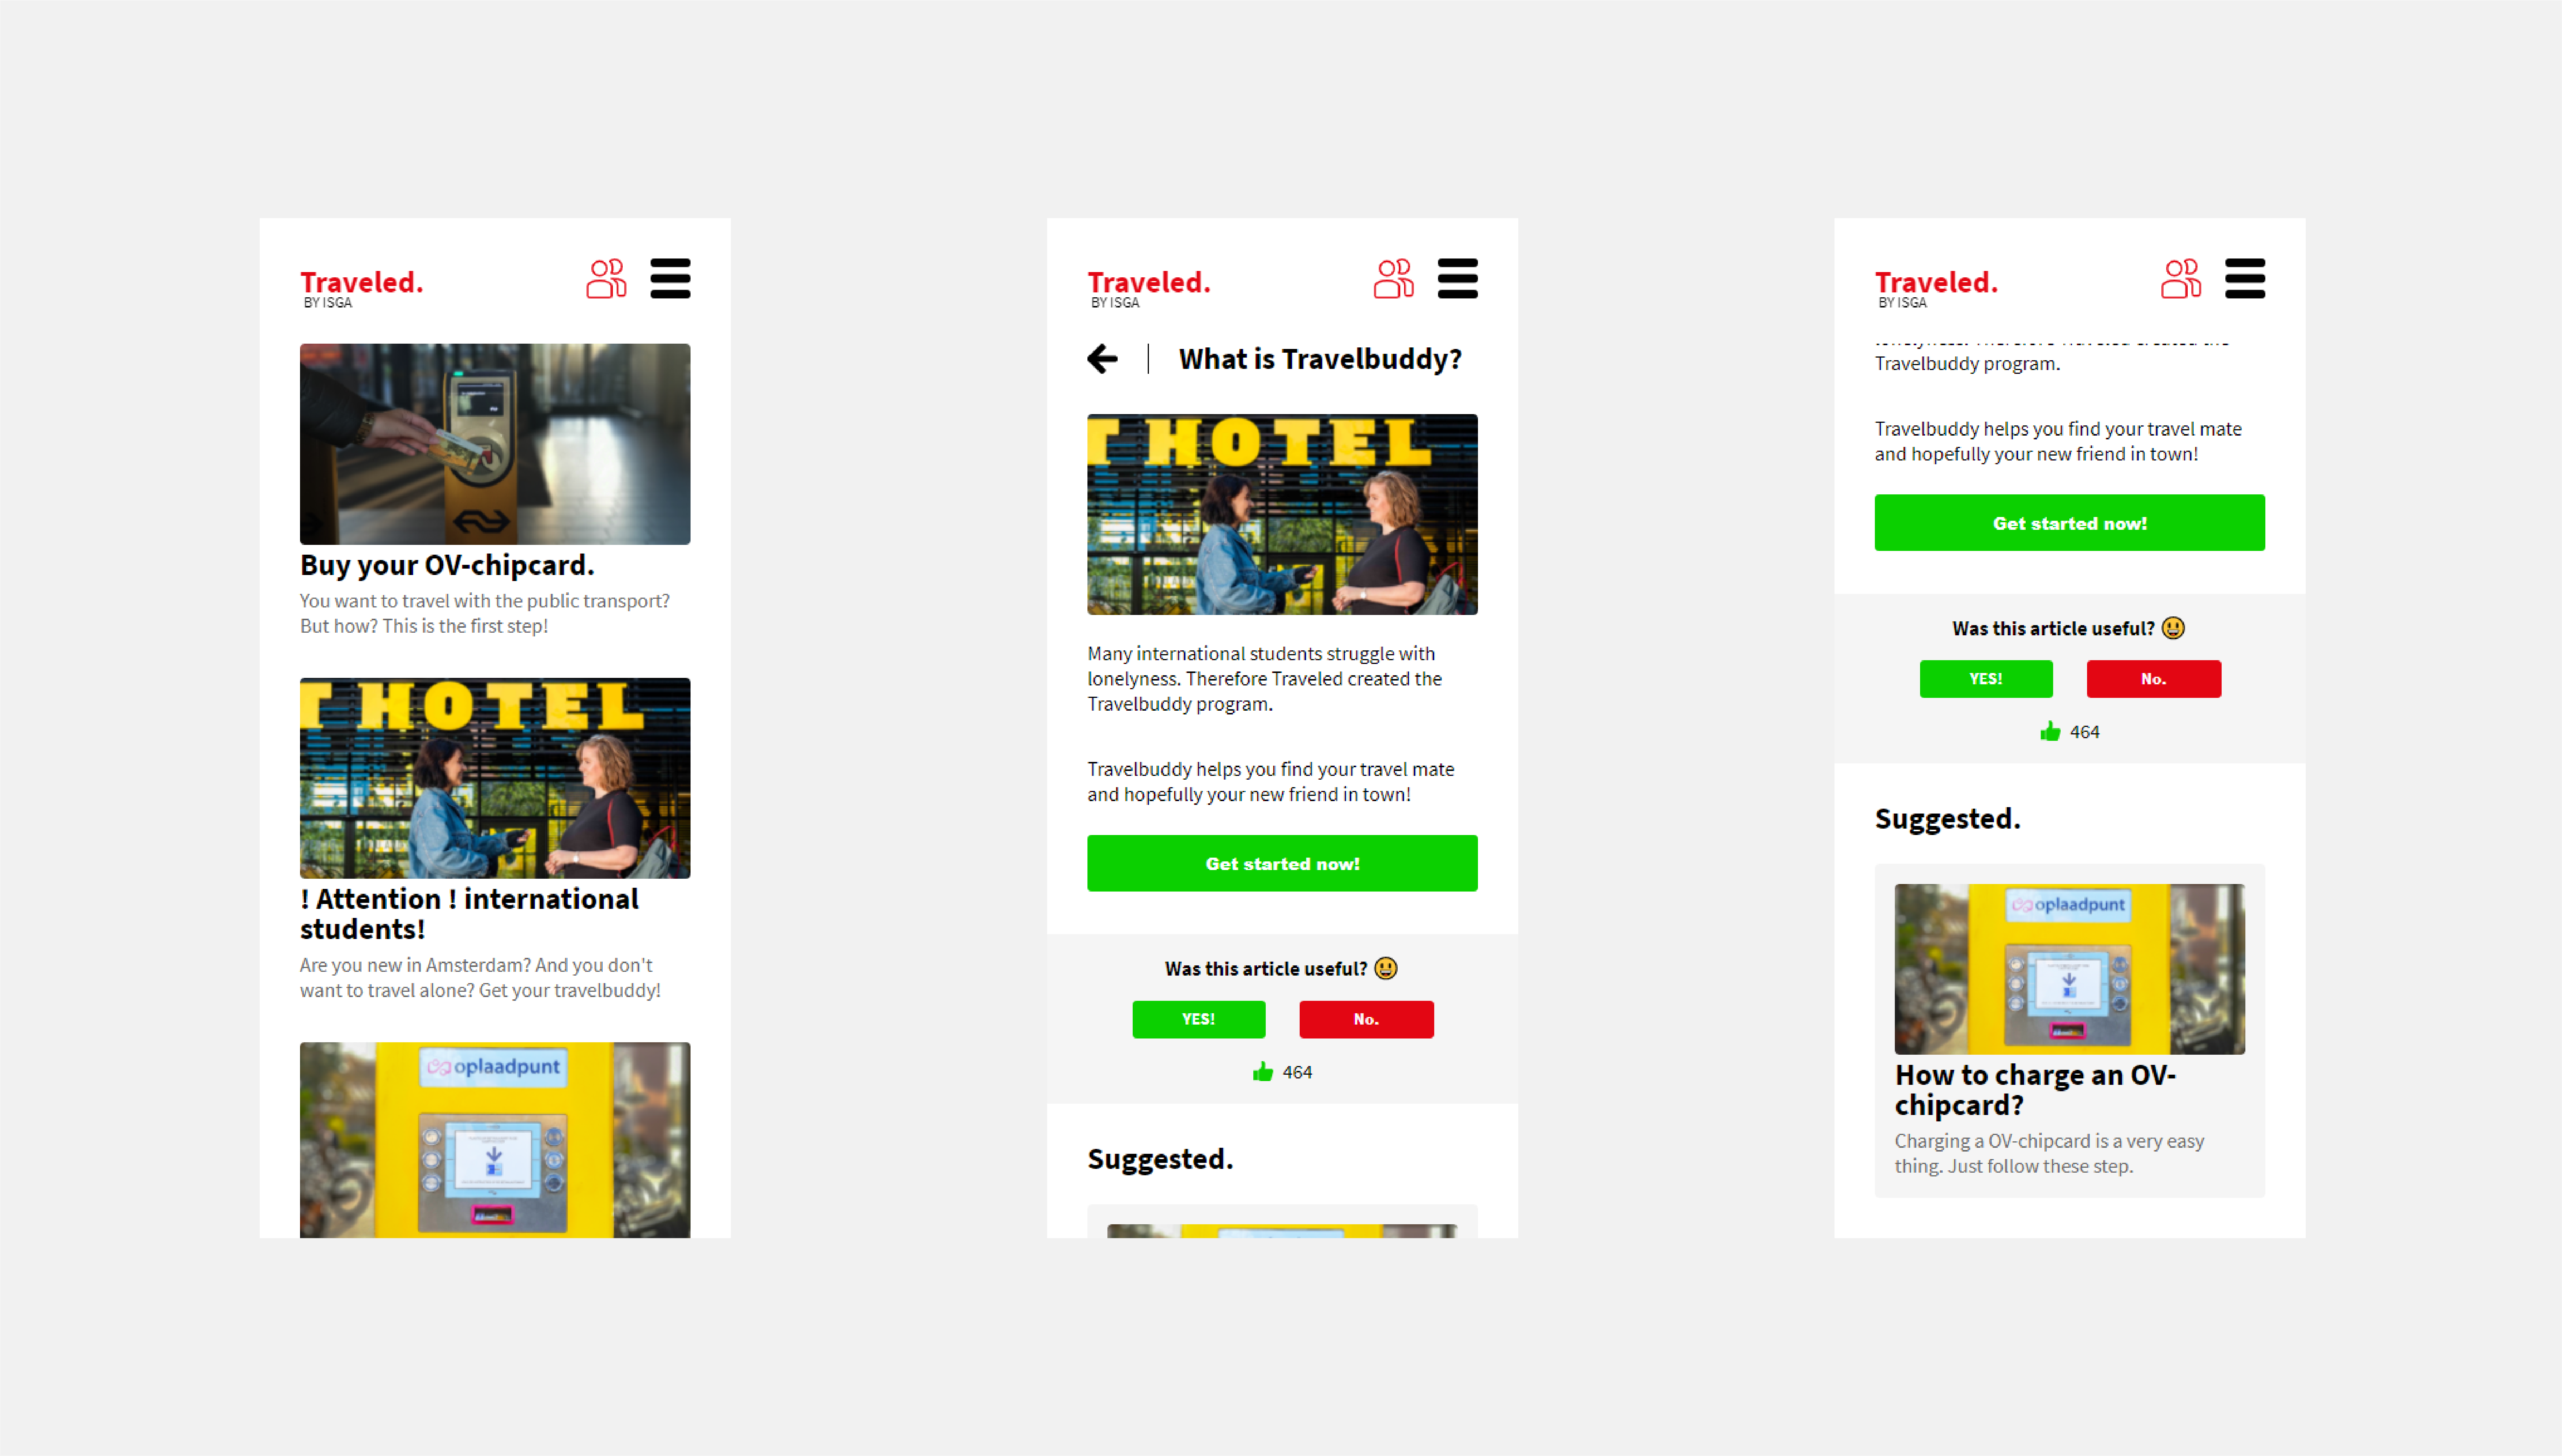 Traveled.
BY ISGA
Buy your OV-chipcard.
You want to travel with the public transport?
But how? This is the first step!
T HOTEL
! Attention ! international
students!
Are you new in Amsterdam? And you don't
want to travel alone? Get your travelbuddy!
oplaadpunt
Traveled.
BY ISGA
What is Travelbuddy?
T HOTEL
Many international students struggle with
lonelyness. Therefore Traveled created the
Travelbuddy program.
Travelbuddy helps you find your travel mate
and hopefully your new friend in town!
Get started now!
Was this article useful? 😃
YES!
No.
464
Suggested.
Traveled.
BY ISGA
Travelbuddy program.
Travelbuddy helps you find your travel mate
and hopefully your new friend in town!
Get started now!
Was this article useful? 😃
YES!
No.
464
Suggested.
oplaadpunt
How to charge an OV-
chipcard?
Charging a OV-chipcard is a very easy
thing. Just follow these step.